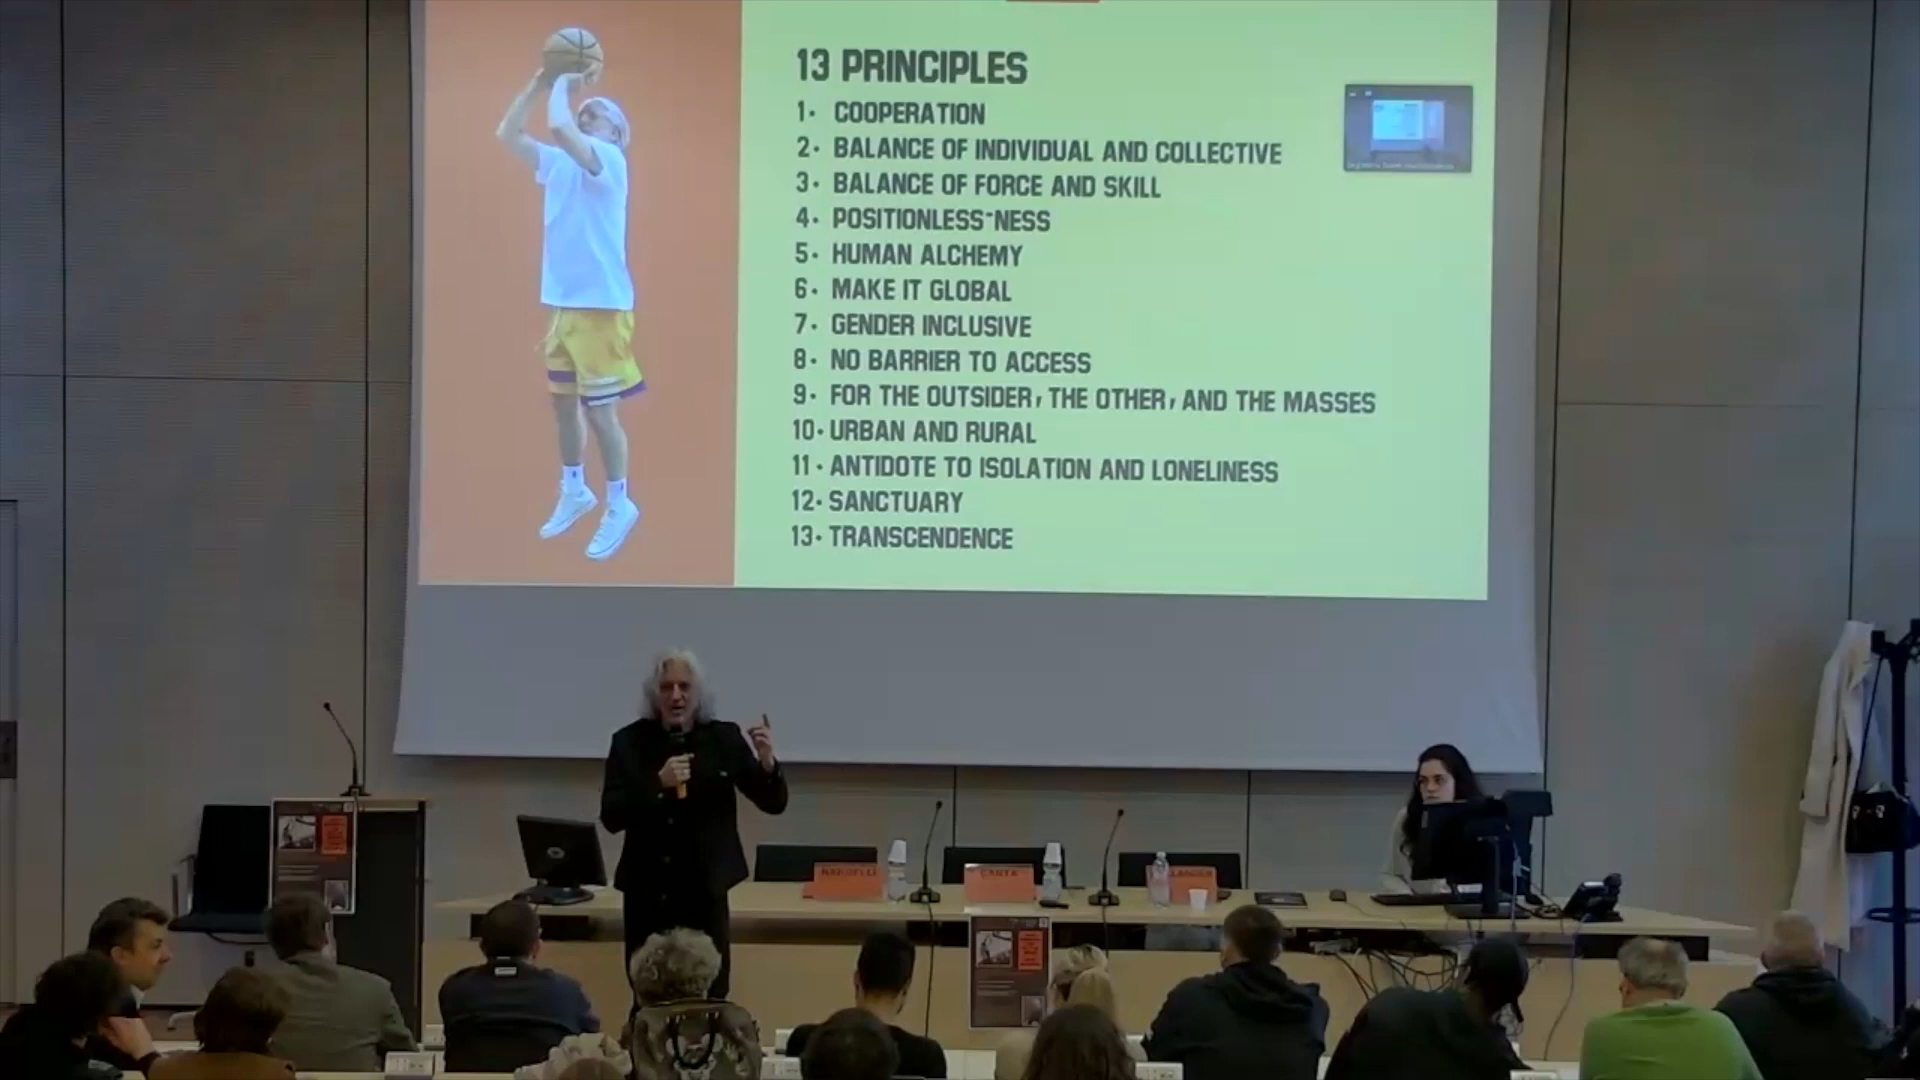 13 PRINCIPLES
1. COOPERATION
2. BALANCE OF INDIVIDUAL AND COLLECTIVE
3. BALANCE OF FORCE AND SKILL
4. POSITIONLESS-NESS
5. HUMAN ALCHEMY
6. MAKE IT GLOBAL
7. GENDER INCLUSIVE
8. NO BARRIER TO ACCESS
9. FOR THE OUTSIDER, THE OTHER, AND THE MASSES
10. URBAN AND RURAL
11. ANTIDOTE TO ISOLATION AND LONELINESS
12. SANCTUARY
13. TRANSCENDENCE